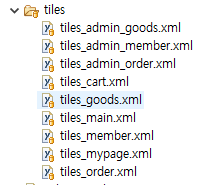 tiles
tiles_admin_goods.xml
tiles_admin_member.xml
tiles_admin_order.xml
tiles_cart.xml
tiles_goods.xml
tiles_main.xml
tiles_member.xml
tiles_mypage.xml
tiles_order.xml